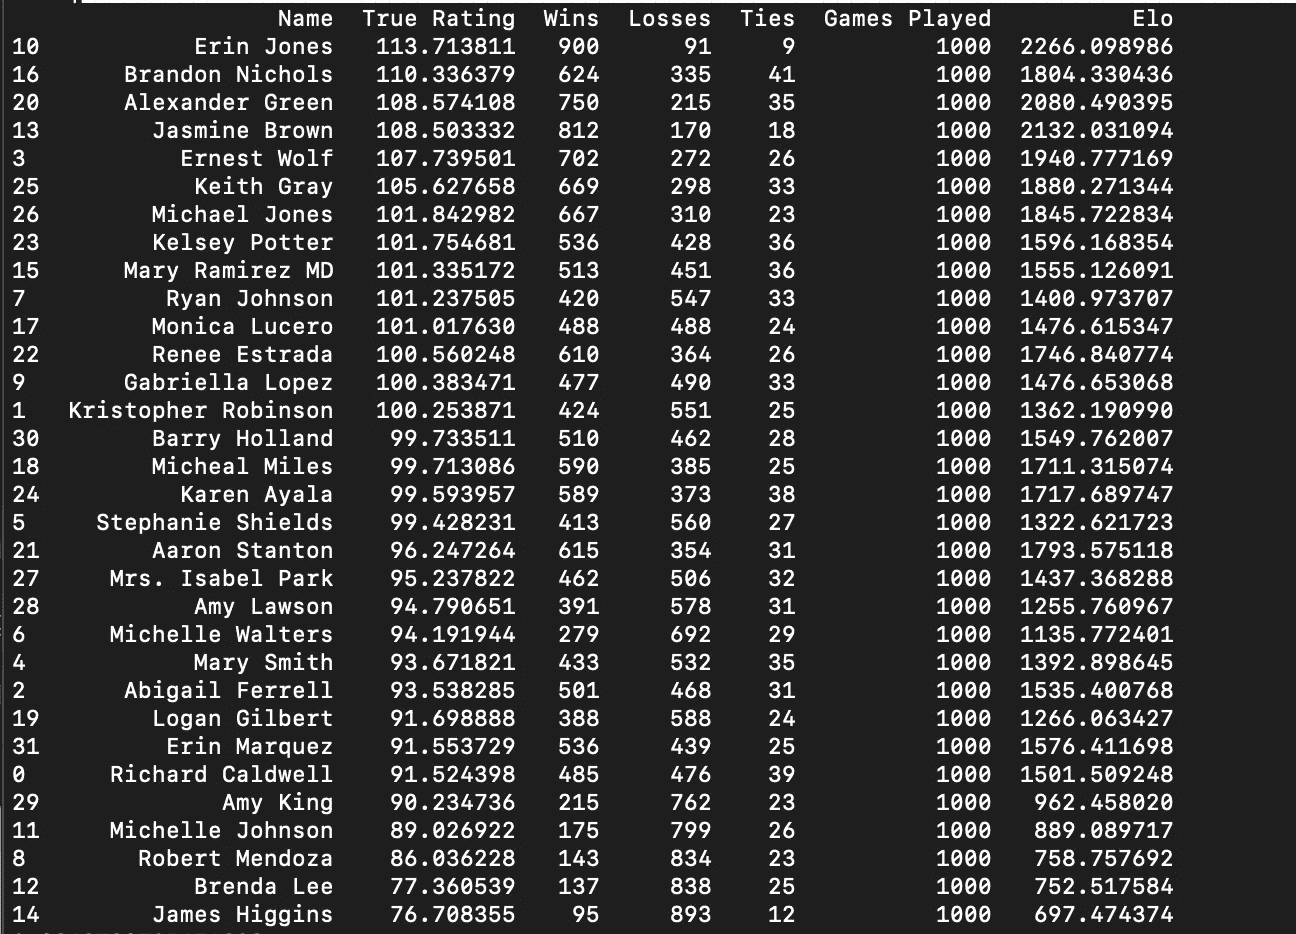 Name True Rating Wins Losses Ties Games Played Elo
10 Erin Jones 113.713811 900 91 9 1000 2266.098986
16 Brandon Nichols 110.336379 624 335 41 1000 1804.330436
20 Alexander Green 108.574108 750 215 35 1000 2080.490395
13 Jasmine Brown 108.503332 812 170 18 1000 2132.031094
3 Ernest Wolf 107.739501 702 272 26 1000 1940.777169
25 Keith Gray 105.627658 669 298 33 1000 1880.271344
26 Michael Jones 101.842982 667 310 23 1000 1845.722834
23 Kelsey Potter 101.754681 536 428 36 1000 1596.168354
15 Mary Ramirez MD 101.335172 513 451 36 1000 1555.126091
7 Ryan Johnson 101.237505 420 547 33 1000 1400.973707
17 Monica Lucero 101.017630 488 488 24 1000 1476.615347
22 Renee Estrada 100.560248 610 364 26 1000 1746.840774
9 Gabriella Lopez 100.383471 477 490 33 1000 1476.653068
1 Kristopher Robinson 100.253871 424 551 25 1000 1362.190990
30 Barry Holland 99.733511 510 462 28 1000 1549.762007
18 Micheal Miles 99.713086 590 385 25 1000 1711.315074
24 Karen Ayala 99.593957 589 373 38 1000 1717.689747
5 Stephanie Shields 99.428231 413 560 27 1000 1322.621723
21 Aaron Stanton 96.247264 615 354 31 1000 1793.575118
27 Mrs. Isabel Park 95.237822 462 506 32 1000 1437.368288
28 Amy Lawson 94.790651 391 578 31 1000 1255.760967
6 Michelle Walters 94.191944 279 692 29 1000 1135.772401
4 Mary Smith 93.671821 433 532 35 1000 1392.898645
2 Abigail Ferrell 93.538285 501 468 31 1000 1535.400768
19 Logan Gilbert 91.698888 388 588 24 1000 1266.063427
31 Erin Marquez 91.553729 536 439 25 1000 1576.411698
0 Richard Caldwell 91.524398 485 476 39 1000 1501.509248
29 Amy King 90.234736 215 762 23 1000 962.458020
11 Michelle Johnson 89.026922 175 799 26 1000 889.089717
8 Robert Mendoza 86.036228 143 834 23 1000 758.757692
12 Brenda Lee 77.360539 137 838 25 1000 752.517584
14 James Higgins 76.708355 95 893 12 1000 697.474374